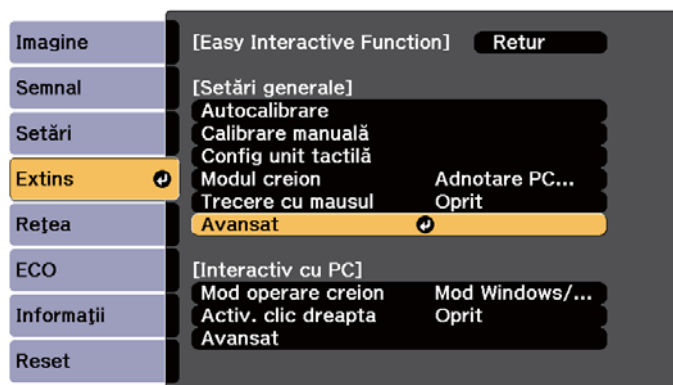 Imagine
Semnal
Setări
Extins
Reţea
ECO
Informaţii
Reset
[Easy Interactive Function] Retur
[Setări generale]
Autocalibrare
Calibrare manuală
Config unit tactilă
Modul creion Adnotare PC...
Trecere cu mausul Oprit
Avansat
[Interactiv cu PC]
Mod operare creion Mod Windows/...
Activ. clic dreapta Oprit
Avansat